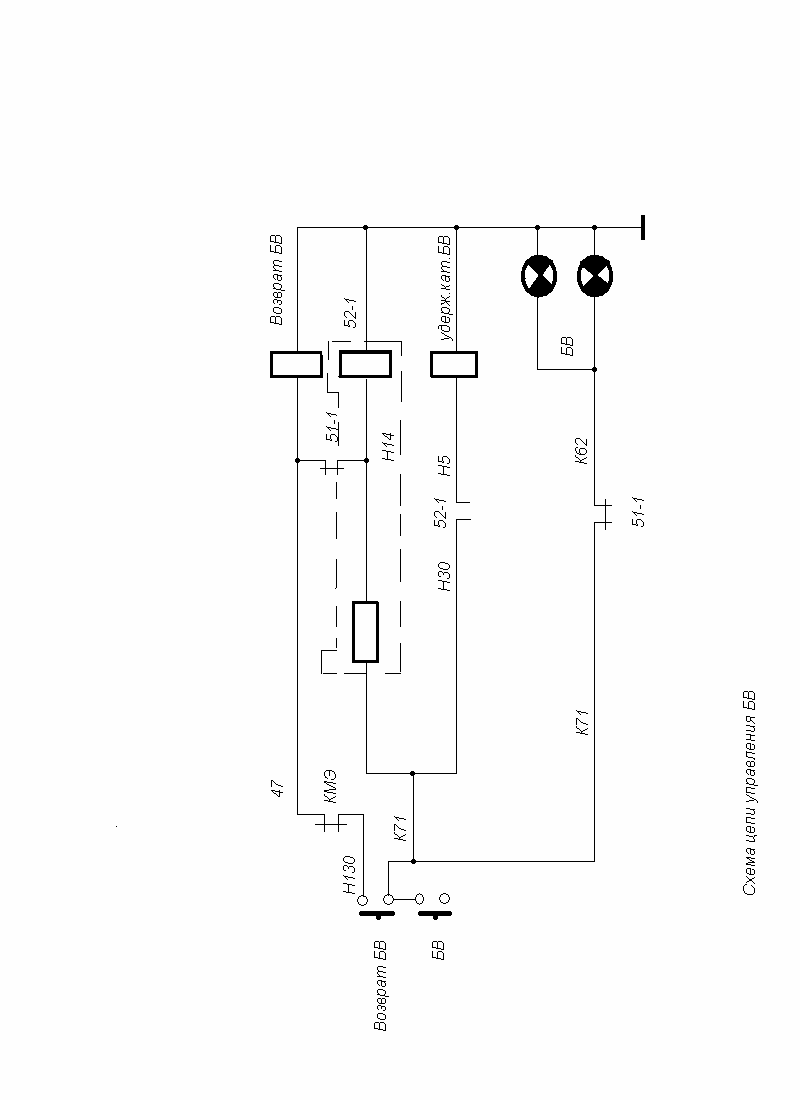 Возврат БВ
52-1
удерж.кат.БВ
БВ
51-1
Н14
Н5
К62
52-1
51-1
Н30
К71
47
КМЭ
К71
Н130
Возврат БВ
БВ
Схема цепи управления БВ